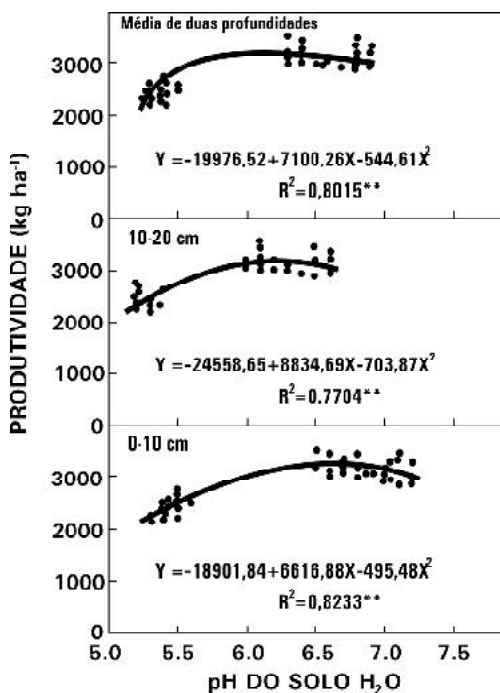 Média de duas profundidades
3000
2000
1000
0
Y =-19976,52+7100,26X-544,61X²
R²=0,8015**
10-20 cm
3000
2000
1000
0
Y =-24558,65+8834,69X-703,87X²
R²=0,7704**
0-10 cm
3000
2000
1000
0
Y =-18901,84+6616,88X-495,48X²
R²=0,8233**
5.0 5.5 6.0 6.5 7.0 7.5
PRODUTIVIDADE (kg ha⁻¹)
pH DO SOLO H₂O